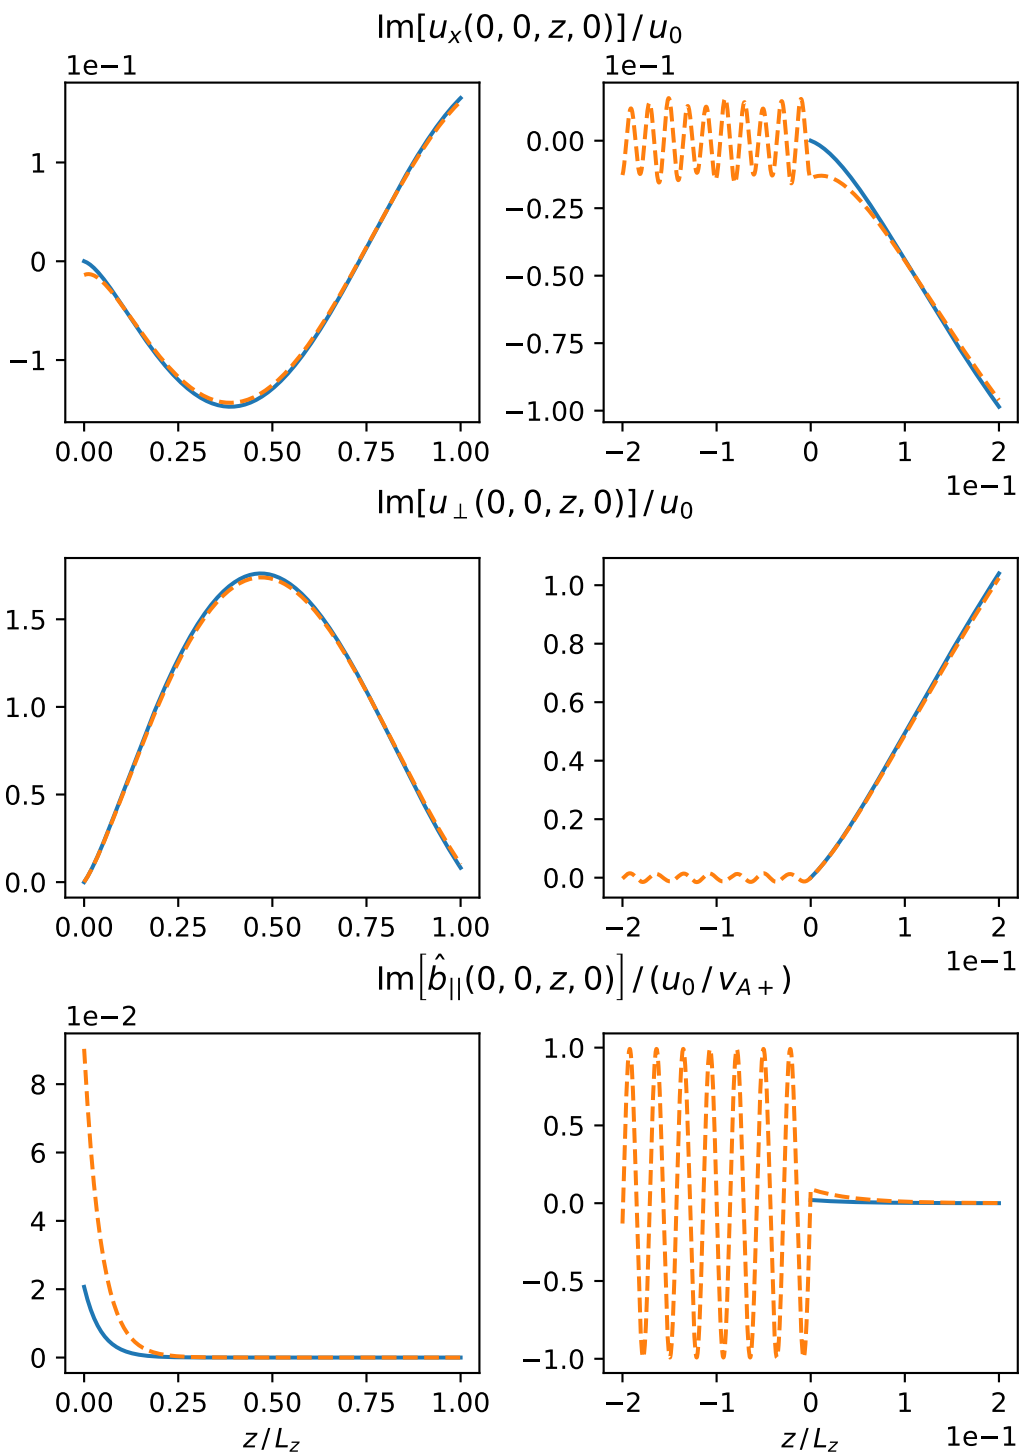 Im[u_x(0, 0, z, 0)] / u_0
1e−1
1e−1
1
0
−1
0.00 0.25 0.50 0.75 1.00
0.00
−0.25
−0.50
−0.75
−1.00
−2 −1 0 1 2
1e−1
Im[u_⊥(0, 0, z, 0)] / u_0
1.5
1.0
0.5
0.0
0.00 0.25 0.50 0.75 1.00
1.0
0.8
0.6
0.4
0.2
0.0
−2 −1 0 1 2
1e−1
Im[b̂_||(0, 0, z, 0)] / (u_0 / v_{A+})
1e−2
8
6
4
2
0
0.00 0.25 0.50 0.75 1.00
z / L_z
1.0
0.5
0.0
−0.5
−1.0
−2 −1 0 1 2
z / L_z
1e−1